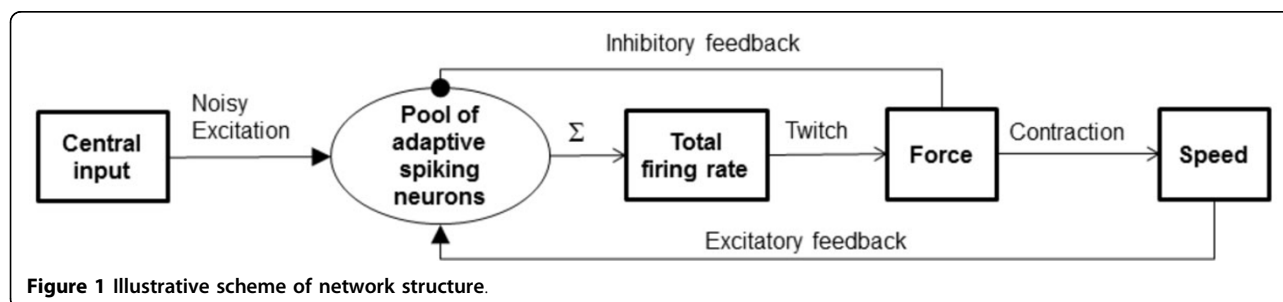 Inhibitory feedback
Noisy
Excitation
Central
input
Pool of
adaptive
spiking
neurons
Σ
Total
firing rate
Twitch
Force
Contraction
Speed
Excitatory feedback
Figure 1 Illustrative scheme of network structure.